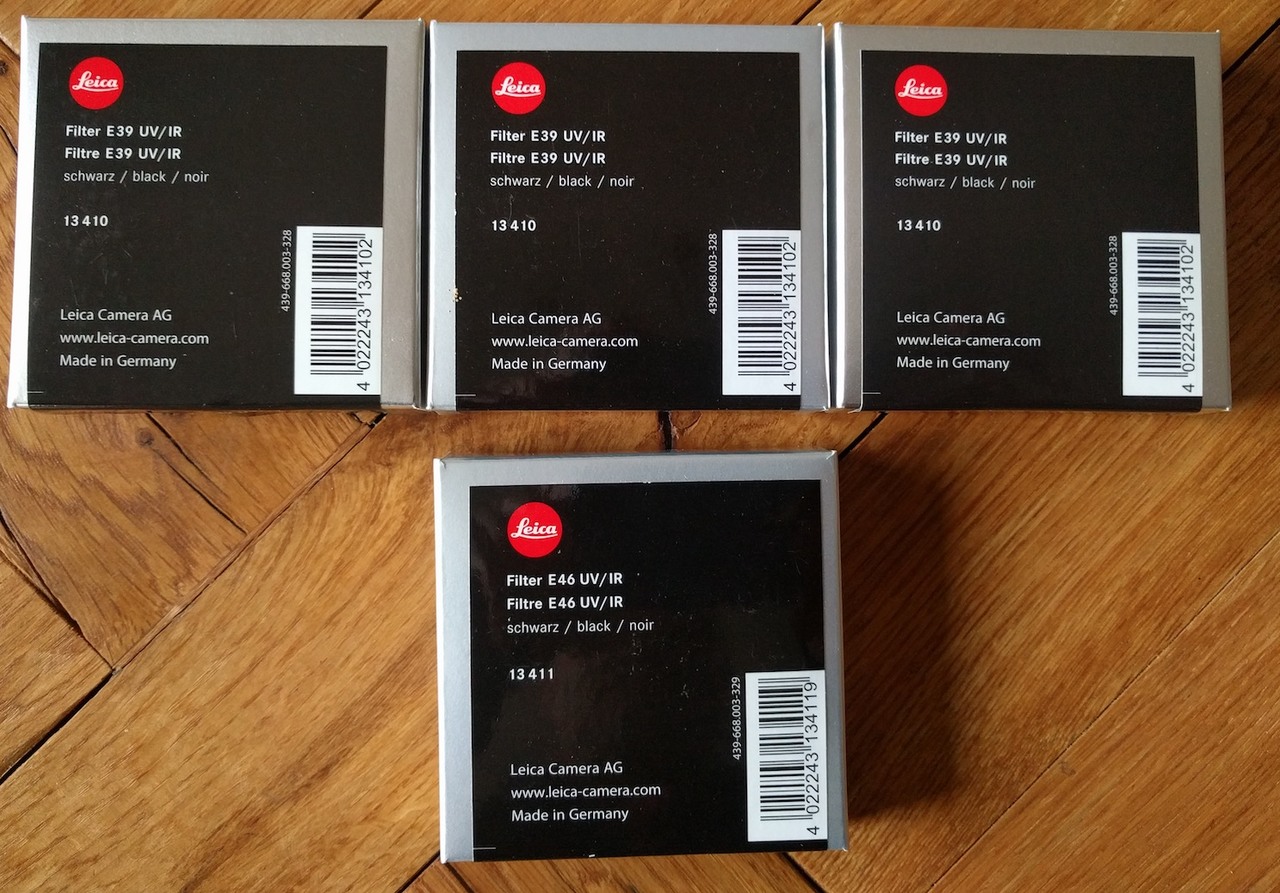 Leica
Filter E39 UV/IR
Filtre E39 UV/IR
schwarz / black / noir
13 410
439-668.003-328
4 022243 134102
Leica Camera AG
www.leica-camera.com
Made in Germany
Leica
Filter E39 UV/IR
Filtre E39 UV/IR
schwarz / black / noir
13 410
439-668.003-328
4 022243 134102
Leica Camera AG
www.leica-camera.com
Made in Germany
Leica
Filter E39 UV/IR
Filtre E39 UV/IR
schwarz / black / noir
13 410
439-668.003-328
4 022243 134102
Leica Camera AG
www.leica-camera.com
Made in Germany
Leica
Filter E46 UV/IR
Filtre E46 UV/IR
schwarz / black / noir
13 411
439-668.003-329
4 022243 134119
Leica Camera AG
www.leica-camera.com
Made in Germany